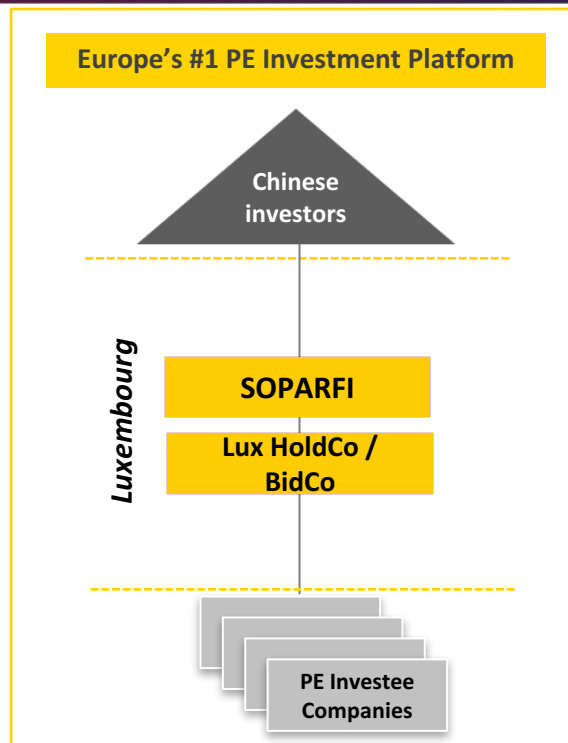 Europe’s #1 PE Investment Platform
Chinese
investors
Luxembourg
SOPARFI
Lux HoldCo /
BidCo
PE Investee
Companies